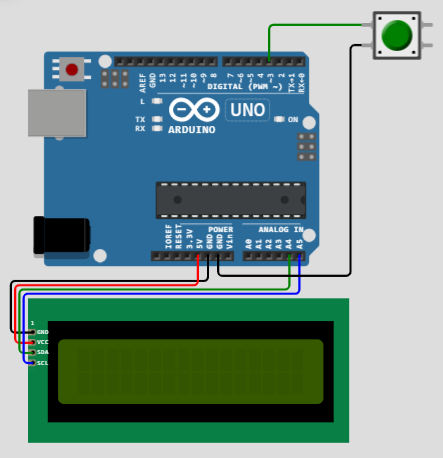 AREF
GND
13
12
~11
~10
~9
8
7
~6
~5
4
~3
2
TX→1
RX←0
DIGITAL (PWM ~)
L
TX
RX
UNO
ARDUINO
ON
IOREF
RESET
3.3V
5V
GND
GND
Vin
POWER
ANALOG IN
A0
A1
A2
A3
A4
A5
1
GND
VCC
SDA
SCL